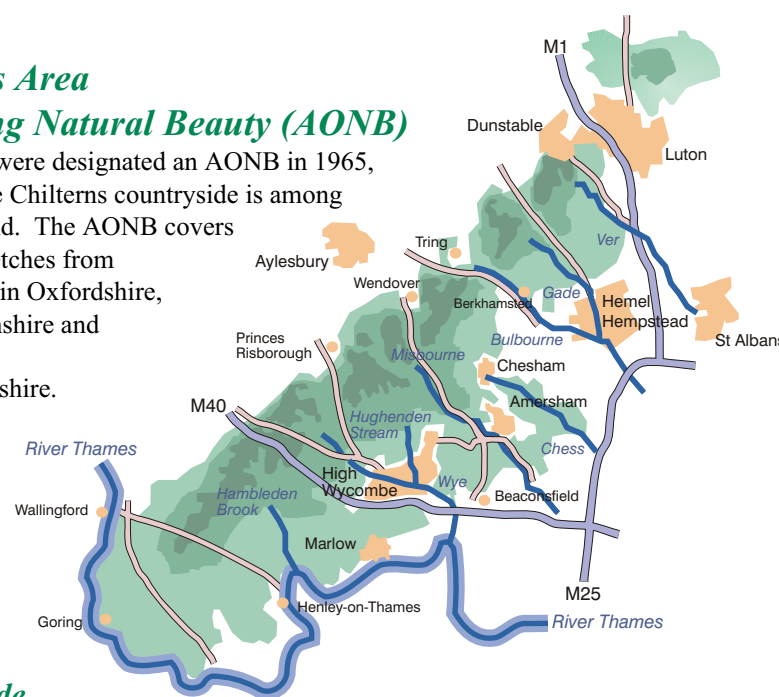 s Area
ng Natural Beauty (AONB)
were designated an AONB in 1965,
e Chilterns countryside is among
d. The AONB covers
etches from
in Oxfordshire,
shire and
shire.
M1
Dunstable
Luton
Ver
Tring
Aylesbury
Wendover
Berkhamsted
Gade
Hemel
Hempstead
St Albans
Bulbourne
Princes
Risborough
Misbourne
Chesham
Amersham
M40
Hughenden
Stream
Chess
River Thames
High
Wycombe
Wye
Beaconsfield
Hambleden
Brook
Wallingford
Marlow
M25
Henley-on-Thames
Goring
River Thames
de